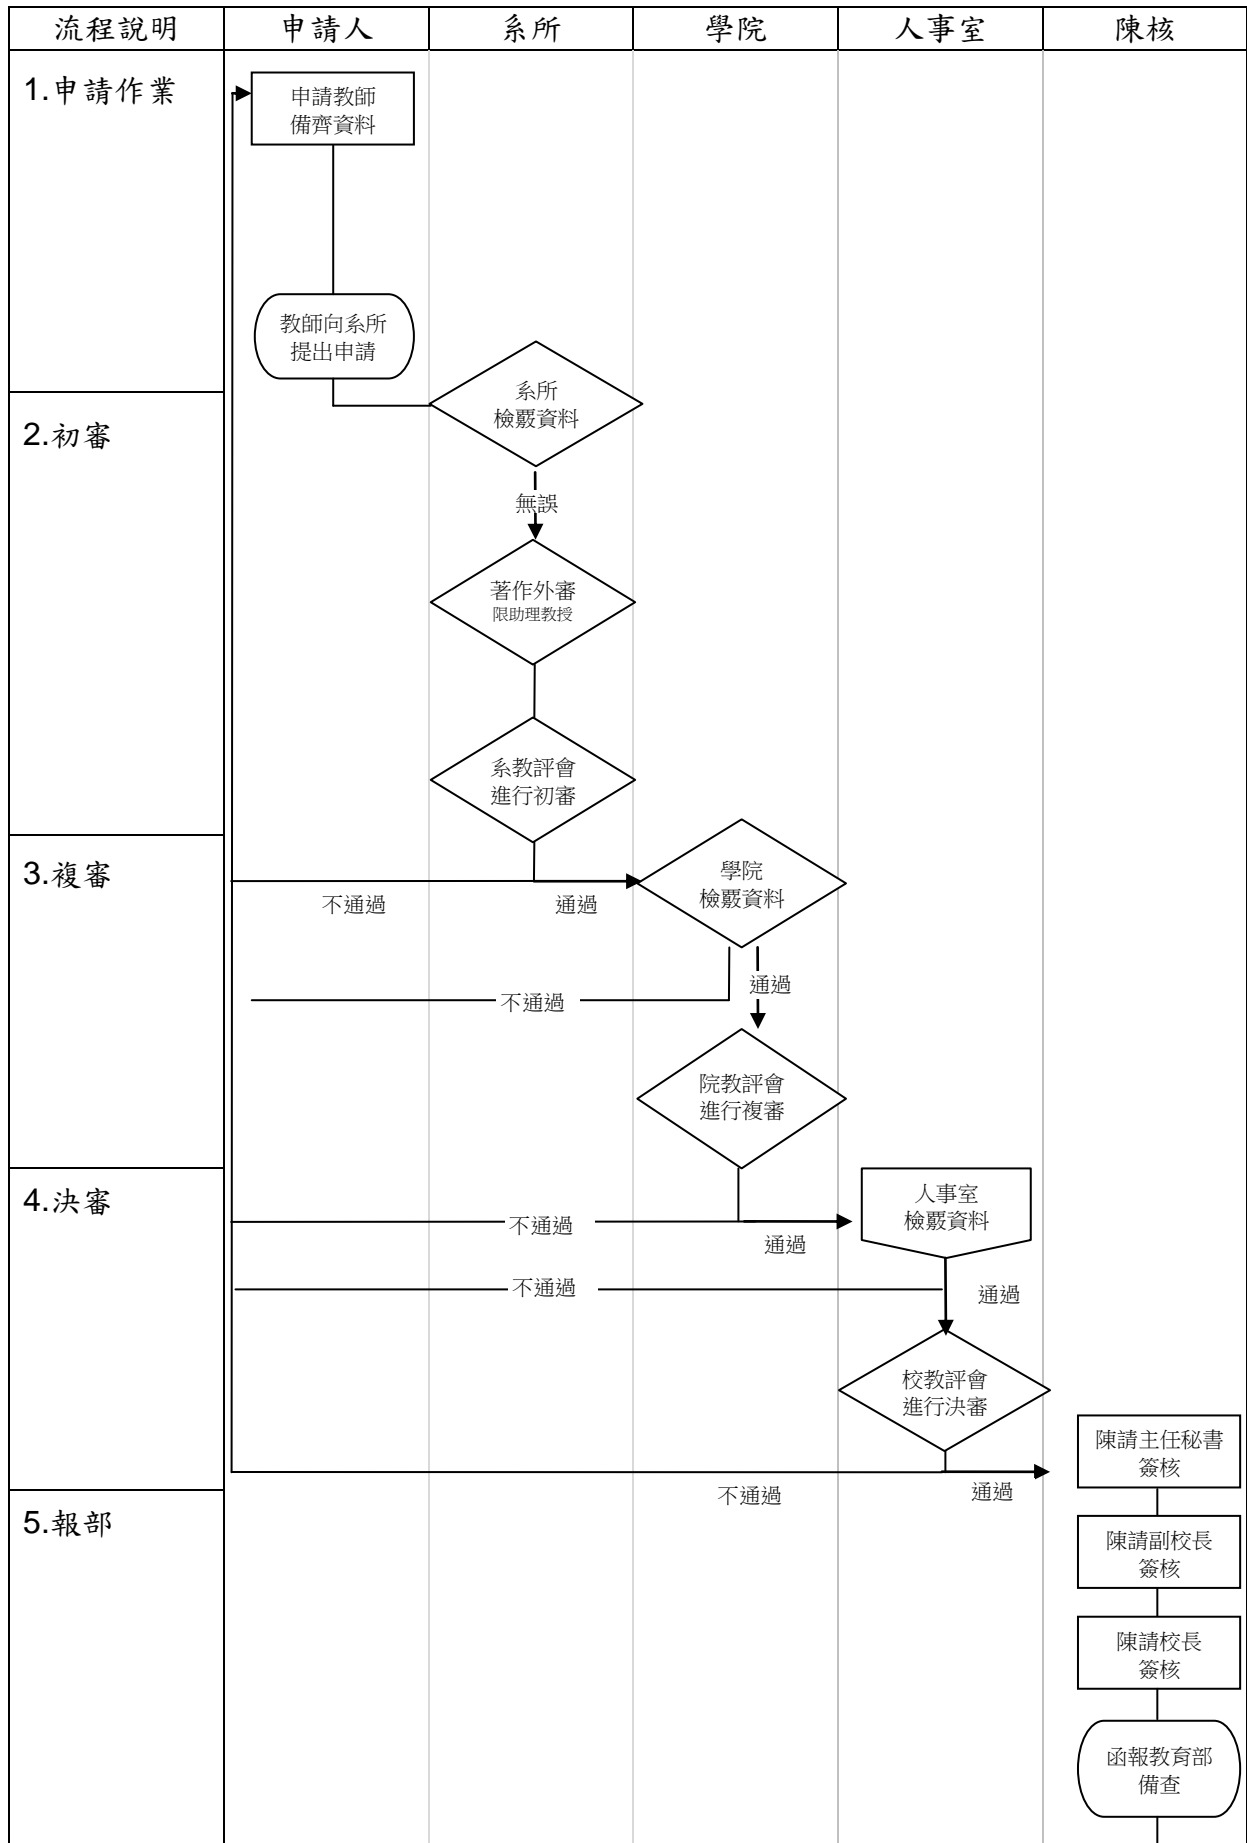 流程說明
申請人
系所
學院
人事室
陳核
1.申請作業
申請教師
備齊資料
教師向系所
提出申請
系所
檢覈資料
2.初審
無誤
著作外審
限助理教授
系教評會
進行初審
3.複審
學院
檢覈資料
不通過
通過
通過
不通過
院教評會
進行複審
4.決審
人事室
檢覈資料
不通過
通過
不通過
通過
校教評會
進行決審
陳請主任秘書
簽核
不通過
通過
5.報部
陳請副校長
簽核
陳請校長
簽核
函報教育部
備查